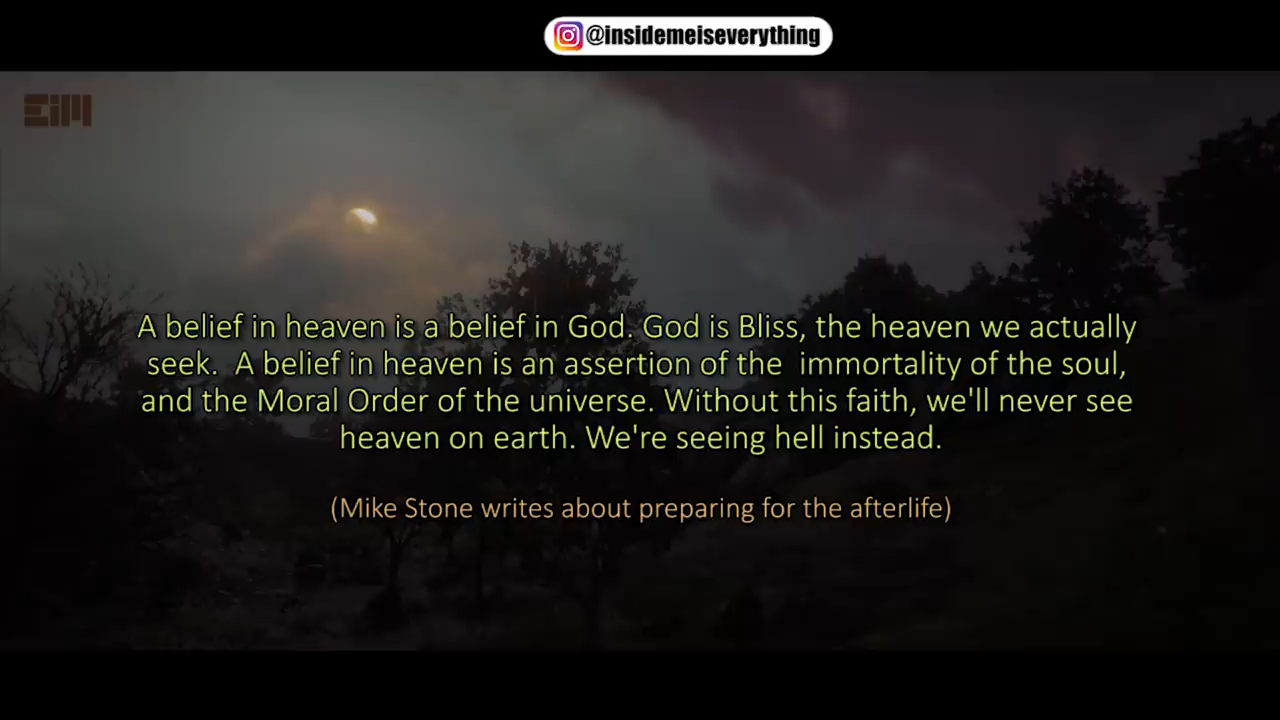 @insidemeiseverything
EIM
A belief in heaven is a belief in God. God is Bliss, the heaven we actually
seek.  A belief in heaven is an assertion of the  immortality of the soul,
and the Moral Order of the universe. Without this faith, we'll never see
heaven on earth. We're seeing hell instead.
(Mike Stone writes about preparing for the afterlife)